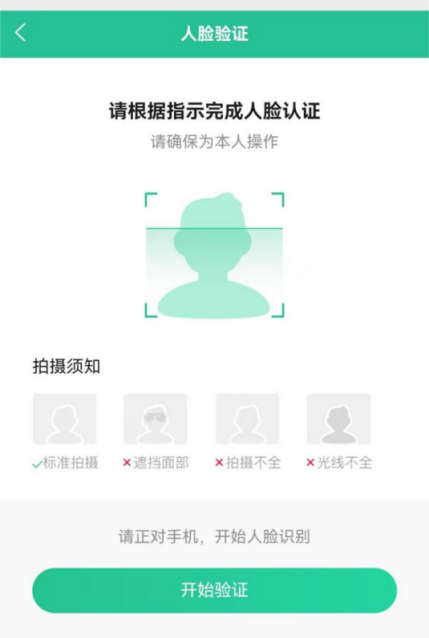 人脸验证
请根据指示完成人脸认证
请确保为本人操作
拍摄须知
标准拍摄 ×遮挡面部 ×拍摄不全 ×光线不全
请正对手机，开始人脸识别
开始验证